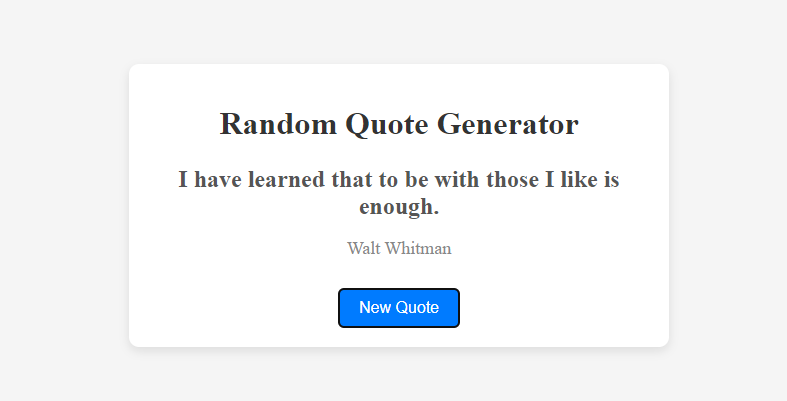 Random Quote Generator
I have learned that to be with those I like is
enough.
Walt Whitman
New Quote